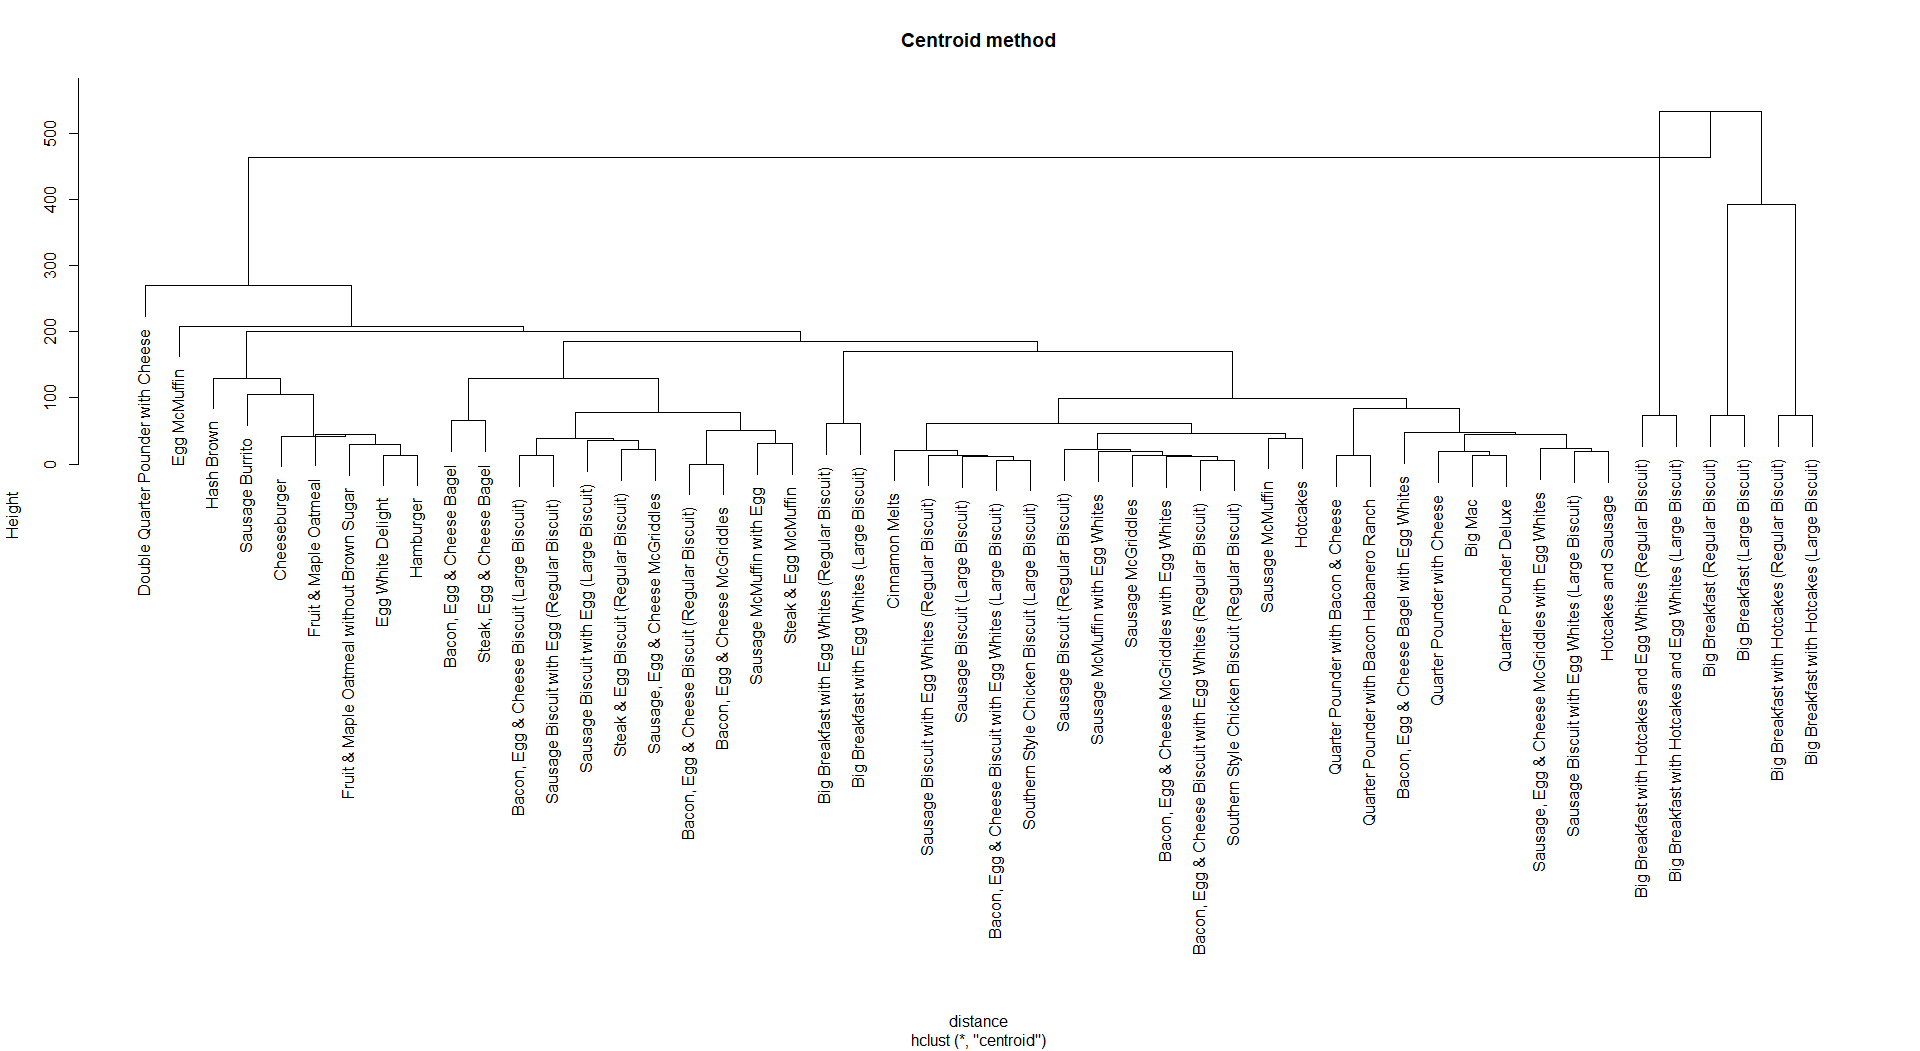 Centroid method
Height
500
400
300
200
100
0
Double Quarter Pounder with Cheese
Egg McMuffin
Hash Brown
Sausage Burrito
Cheeseburger
Fruit & Maple Oatmeal
Fruit & Maple Oatmeal without Brown Sugar
Egg White Delight
Hamburger
Bacon, Egg & Cheese Bagel
Steak, Egg & Cheese Bagel
Bacon, Egg & Cheese Biscuit (Large Biscuit)
Sausage Biscuit with Egg (Regular Biscuit)
Sausage Biscuit with Egg (Large Biscuit)
Steak & Egg Biscuit (Regular Biscuit)
Sausage, Egg & Cheese McGriddles
Bacon, Egg & Cheese Biscuit (Regular Biscuit)
Bacon, Egg & Cheese McGriddles
Sausage McMuffin with Egg
Steak & Egg McMuffin
Big Breakfast with Egg Whites (Regular Biscuit)
Big Breakfast with Egg Whites (Large Biscuit)
Cinnamon Melts
Sausage Biscuit with Egg Whites (Regular Biscuit)
Sausage Biscuit (Large Biscuit)
Bacon, Egg & Cheese Biscuit with Egg Whites (Large Biscuit)
Southern Style Chicken Biscuit (Large Biscuit)
Sausage Biscuit (Regular Biscuit)
Sausage McMuffin with Egg Whites
Sausage McGriddles
Bacon, Egg & Cheese McGriddles with Egg Whites
Bacon, Egg & Cheese Biscuit with Egg Whites (Regular Biscuit)
Southern Style Chicken Biscuit (Regular Biscuit)
Sausage McMuffin
Hotcakes
Quarter Pounder with Bacon & Cheese
Quarter Pounder with Bacon Habanero Ranch
Bacon, Egg & Cheese Bagel with Egg Whites
Quarter Pounder with Cheese
Big Mac
Quarter Pounder Deluxe
Sausage, Egg & Cheese McGriddles with Egg Whites
Sausage Biscuit with Egg Whites (Large Biscuit)
Hotcakes and Sausage
Big Breakfast with Hotcakes and Egg Whites (Regular Biscuit)
Big Breakfast with Hotcakes and Egg Whites (Large Biscuit)
Big Breakfast (Regular Biscuit)
Big Breakfast (Large Biscuit)
Big Breakfast with Hotcakes (Regular Biscuit)
Big Breakfast with Hotcakes (Large Biscuit)
distance
hclust (*, "centroid")